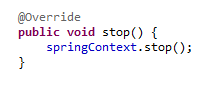 @Override
public void stop() {
    springContext.stop();
}